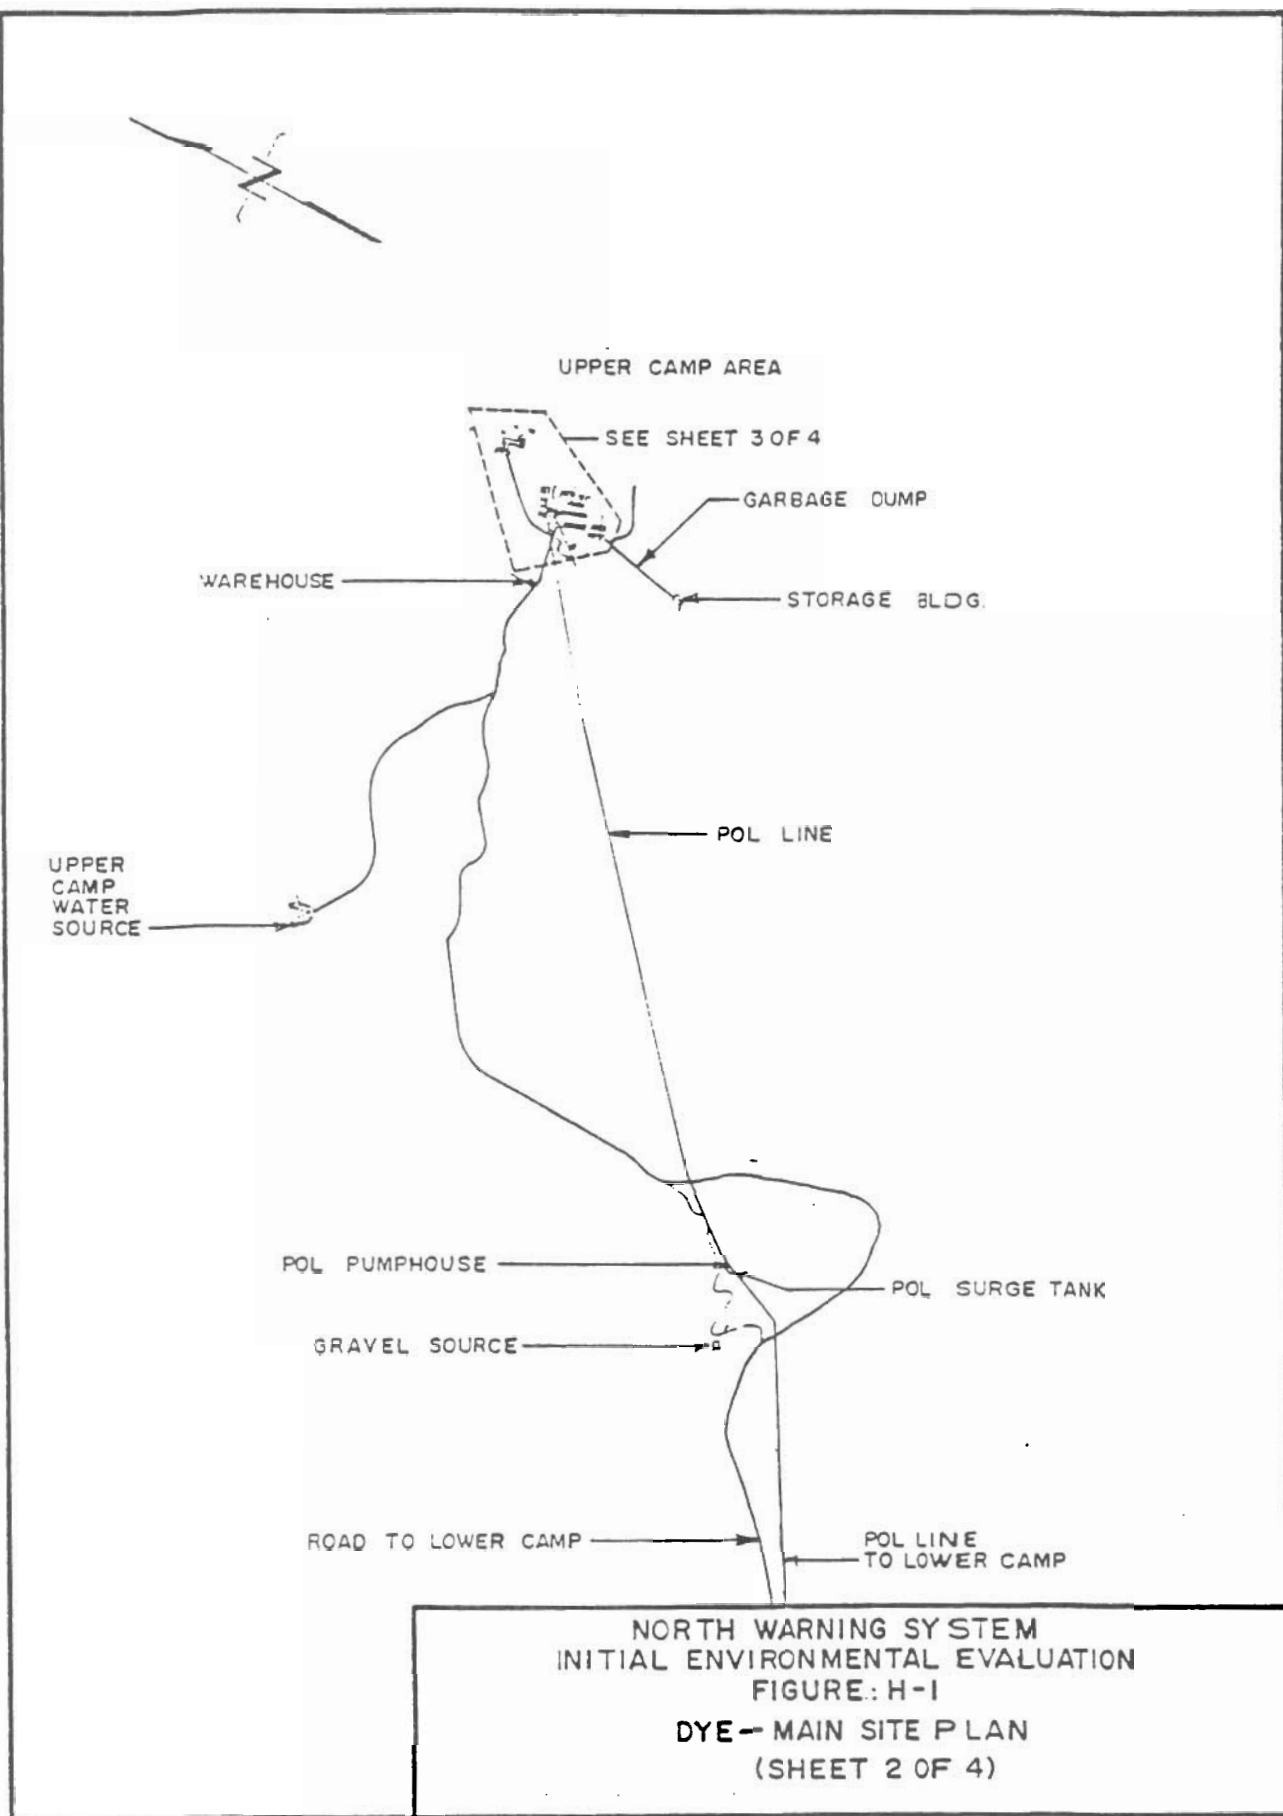 UPPER CAMP AREA
SEE SHEET 3 OF 4
GARBAGE DUMP
WAREHOUSE
STORAGE BLDG.
POL LINE
UPPER
CAMP
WATER
SOURCE
POL PUMPHOUSE
POL SURGE TANK
GRAVEL SOURCE
ROAD TO LOWER CAMP
POL LINE
TO LOWER CAMP
NORTH WARNING SYSTEM
INITIAL ENVIRONMENTAL EVALUATION
FIGURE: H-1
DYE-- MAIN SITE PLAN
(SHEET 2 OF 4)